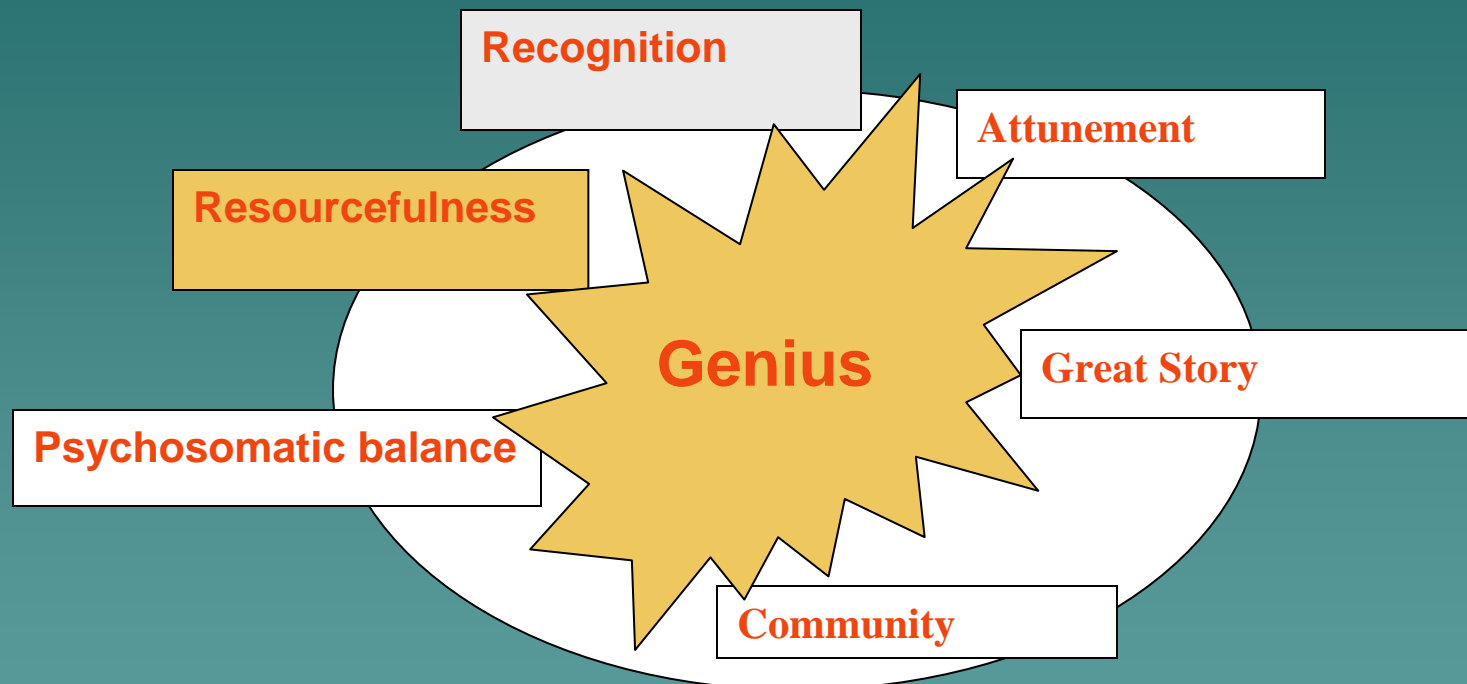 Recognition
Attunement
Resourcefulness
Genius
Great Story
Psychosomatic balance
Community